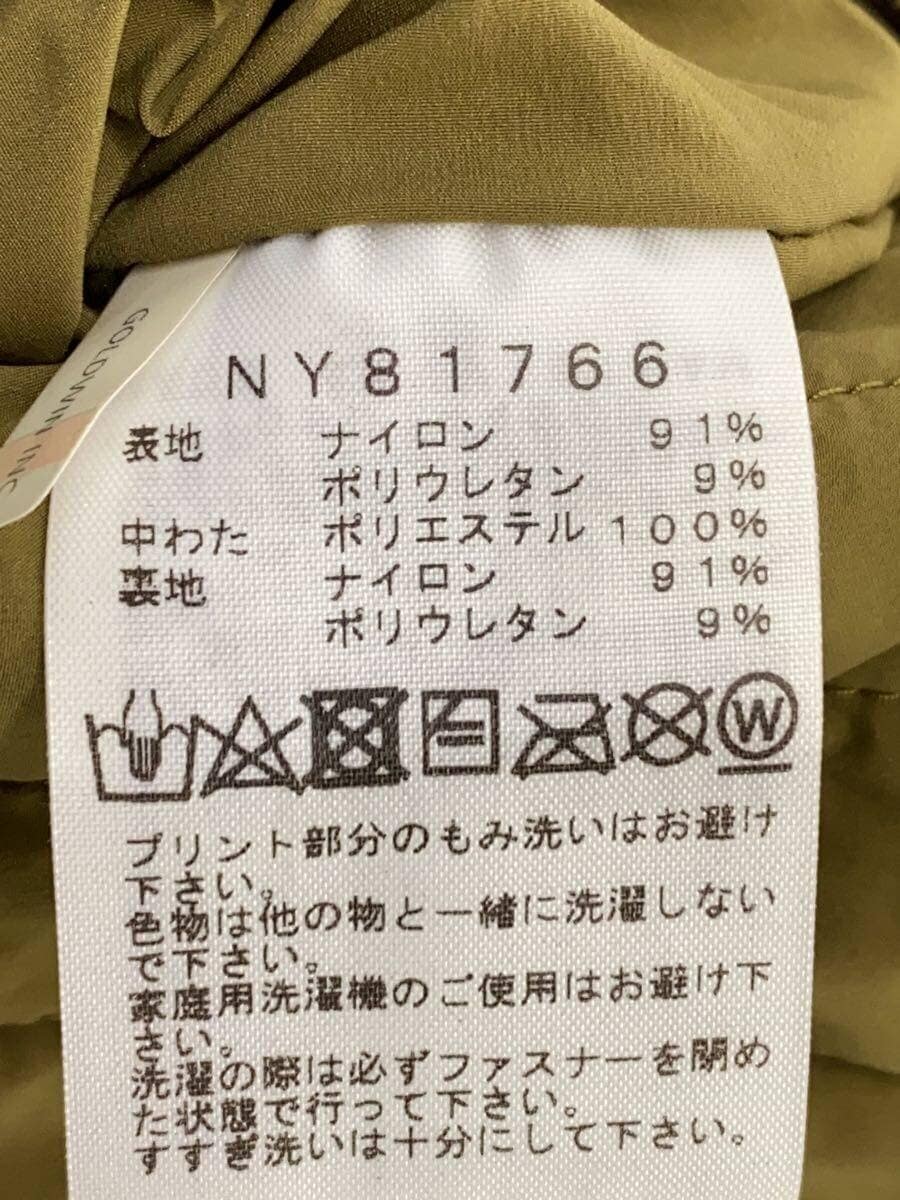 GOLDWIN INC
NY81766
表地 ナイロン 91%
ポリウレタン 9%
中わた ポリエステル 100%
裏地 ナイロン 91%
ポリウレタン 9%
W
プリント部分のもみ洗いはお避け
下さい。
色物は他の物と一緒に洗濯しない
で下さい。
家庭用洗濯機のご使用はお避け下
さい。
洗濯の際は必ずファスナーを閉め
た状態で行って下さい。
すすぎ洗いは十分にして下さい。